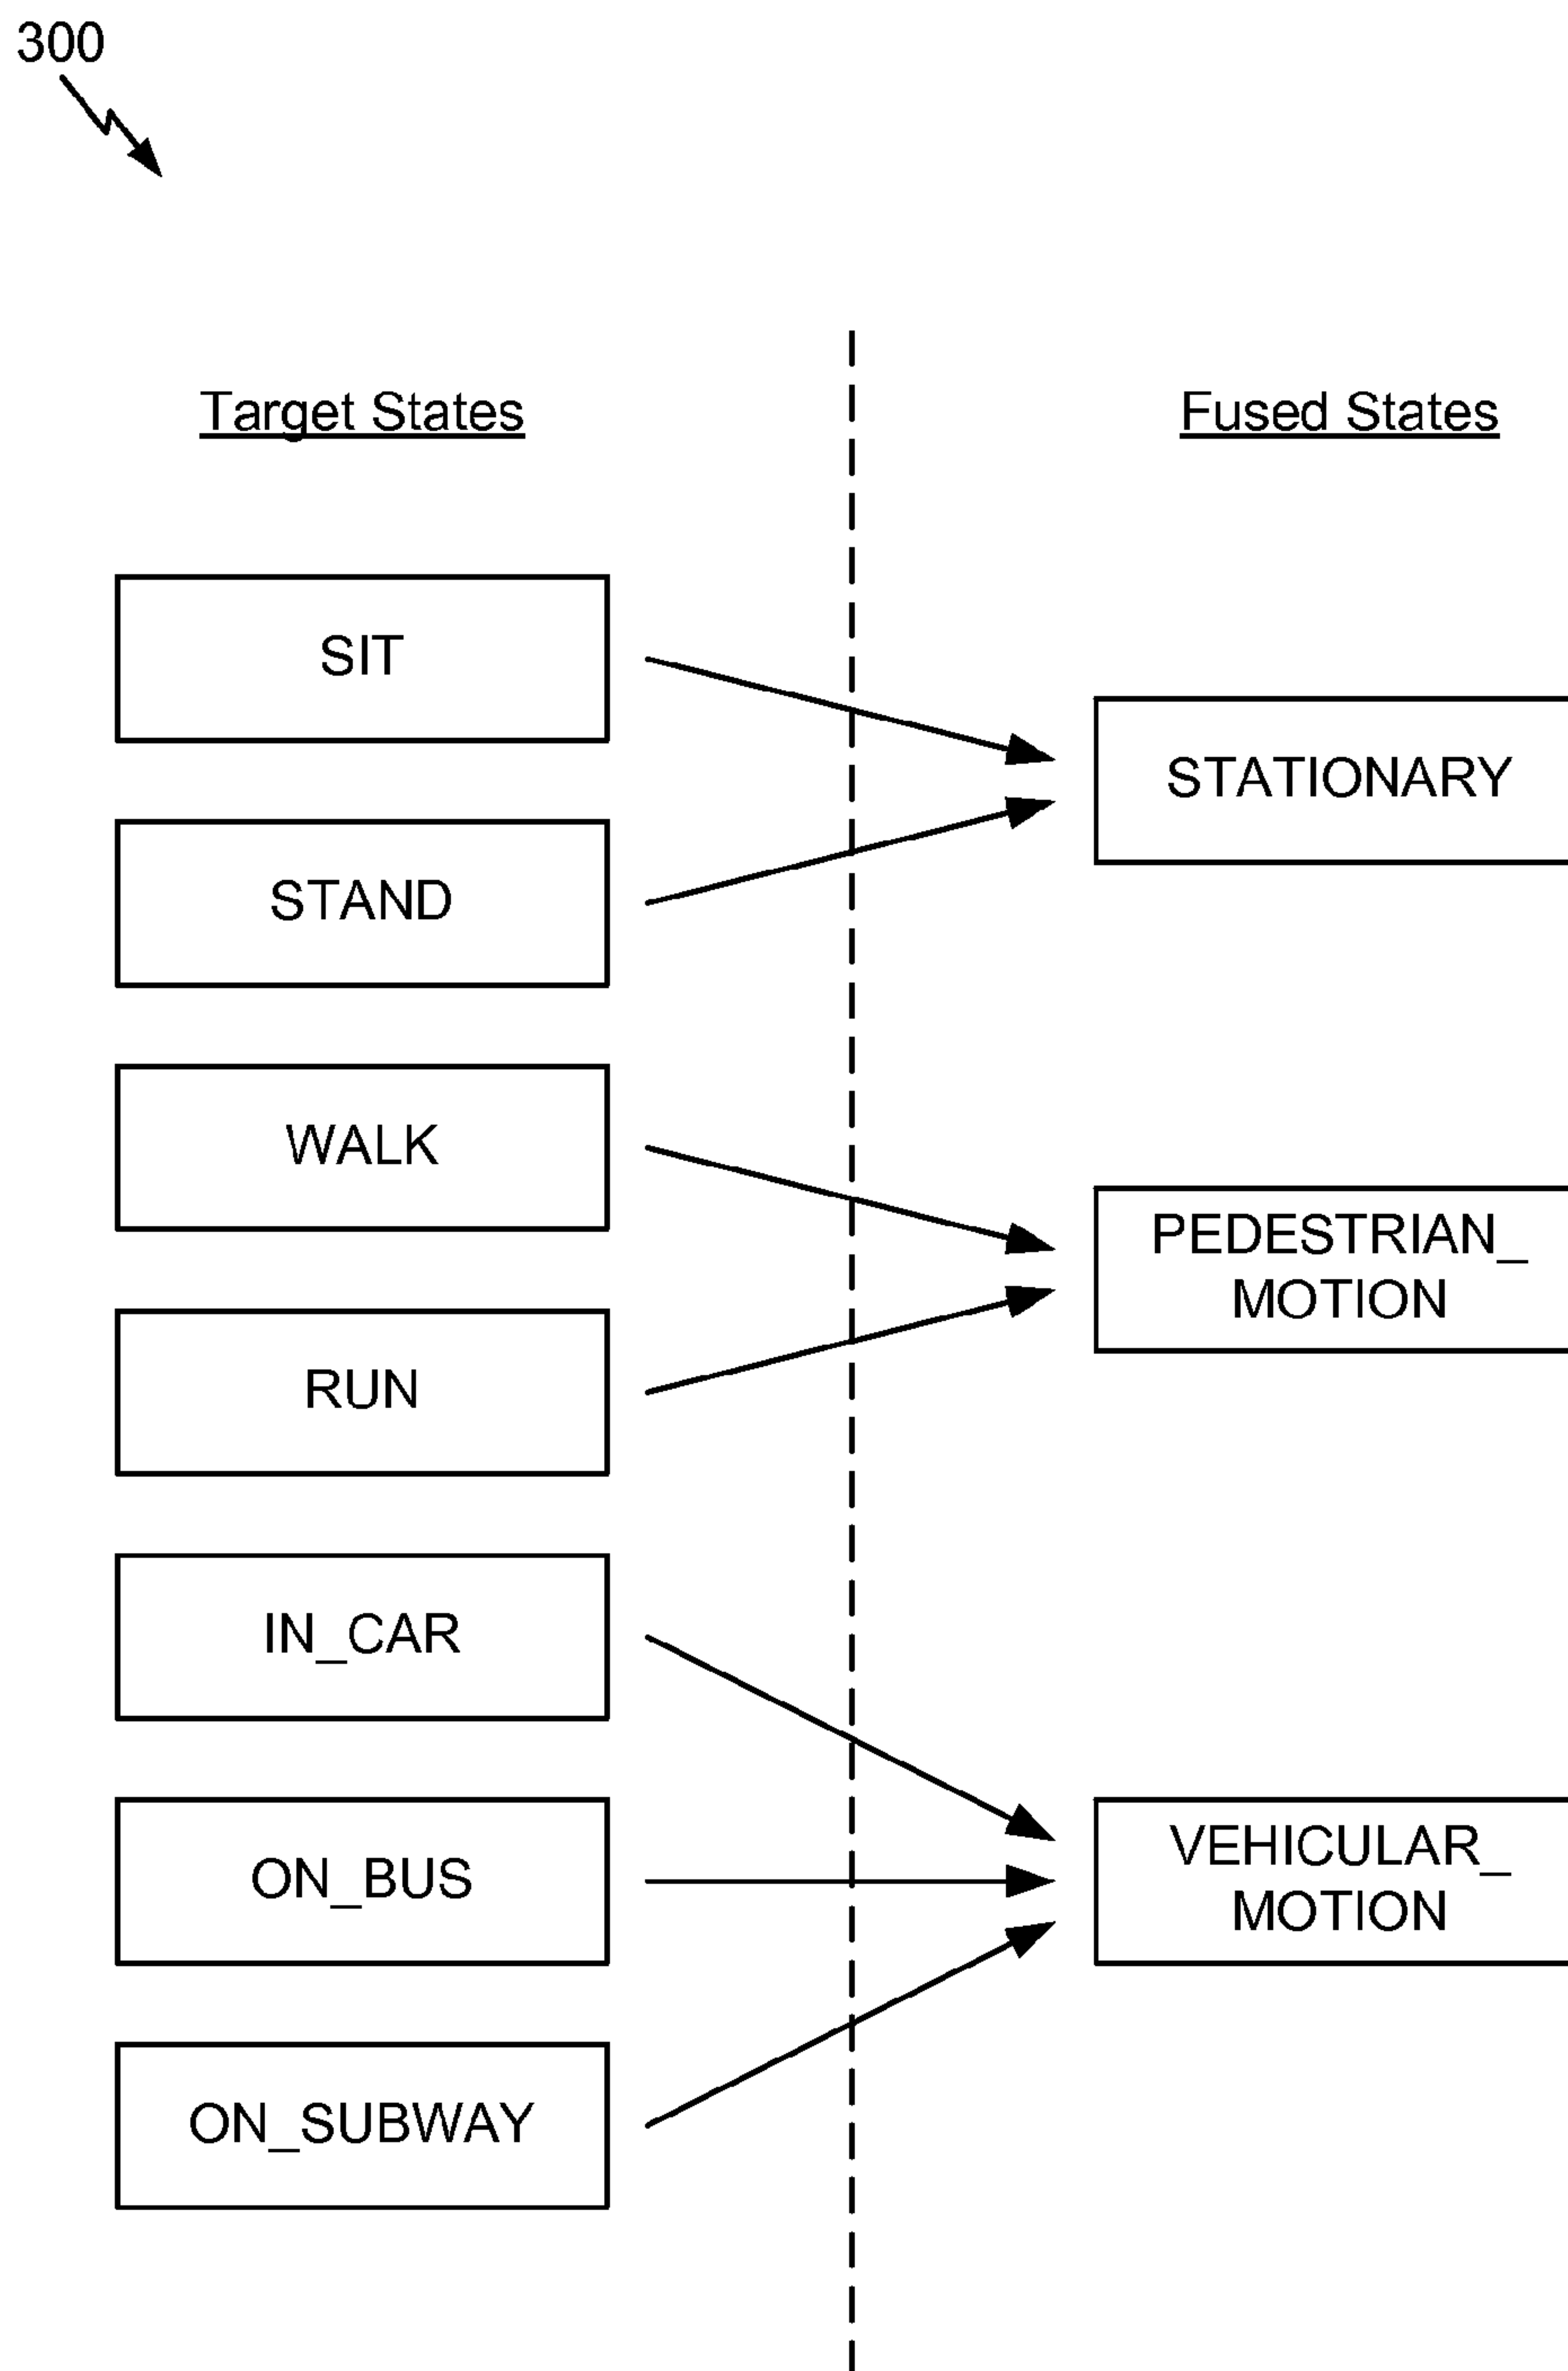 300
Target States
Fused States
SIT
STATIONARY
STAND
WALK
PEDESTRIAN_
MOTION
RUN
IN_CAR
VEHICULAR_
MOTION
ON_BUS
ON_SUBWAY